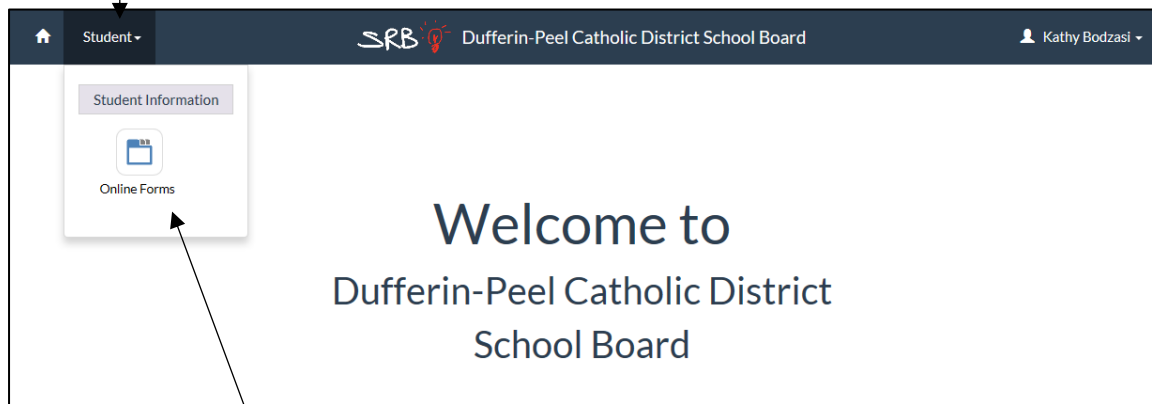 Student
SRB Dufferin-Peel Catholic District School Board
Kathy Bodzasi
Student Information
Online Forms
Welcome to
Dufferin-Peel Catholic District
School Board